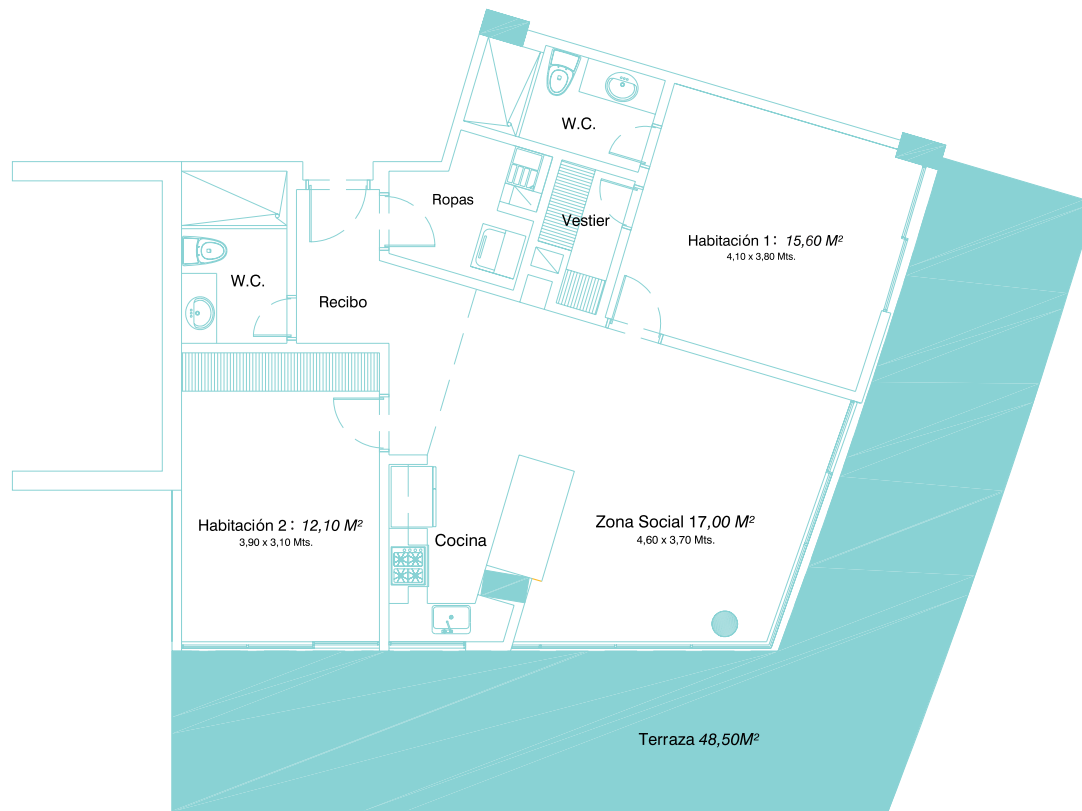 W.C.
Ropas
Vestier
Habitación 1: 15,60 M²
4,10 x 3,80 Mts.
W.C.
Recibo
Habitación 2: 12,10 M²
3,90 x 3,10 Mts.
Cocina
Zona Social 17,00 M²
4,60 x 3,70 Mts.
Terraza 48,50M²